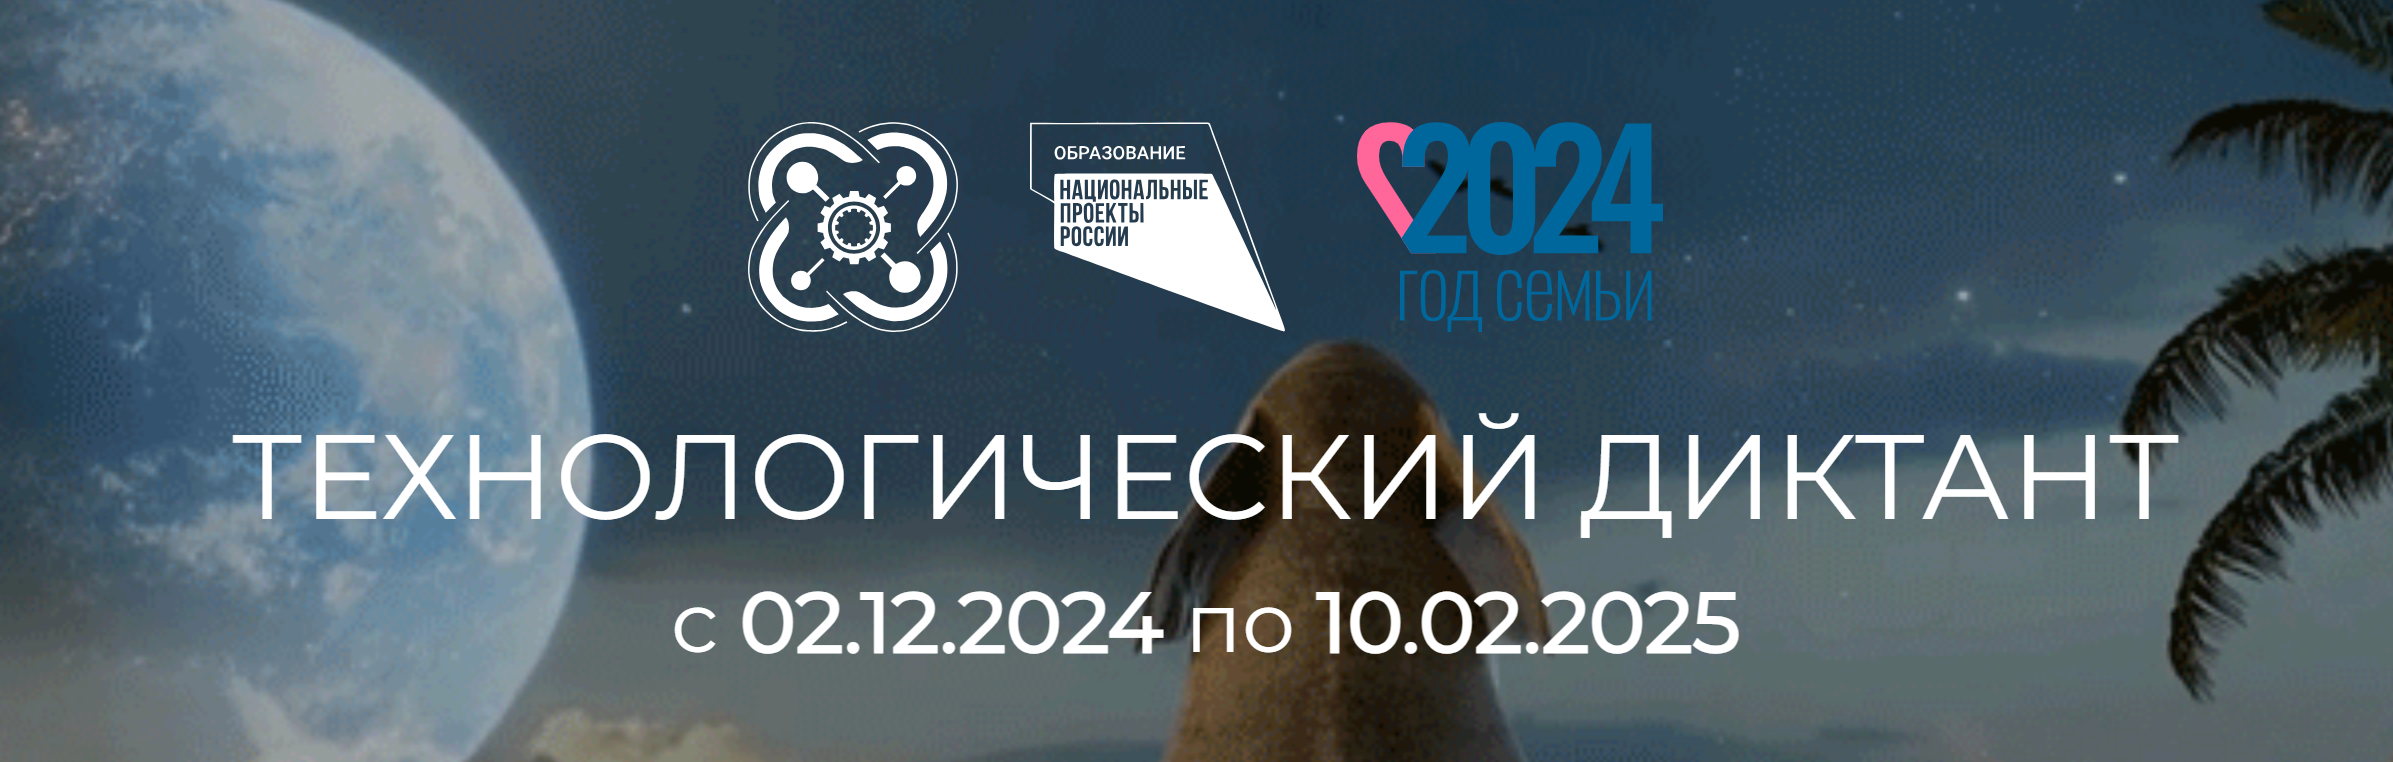 ОБРАЗОВАНИЕ
НАЦИОНАЛЬНЫЕ
ПРОЕКТЫ
РОССИИ
2024
ГОД СЕМЬИ
ТЕХНОЛОГИЧЕСКИЙ ДИКТАНТ
с 02.12.2024 по 10.02.2025